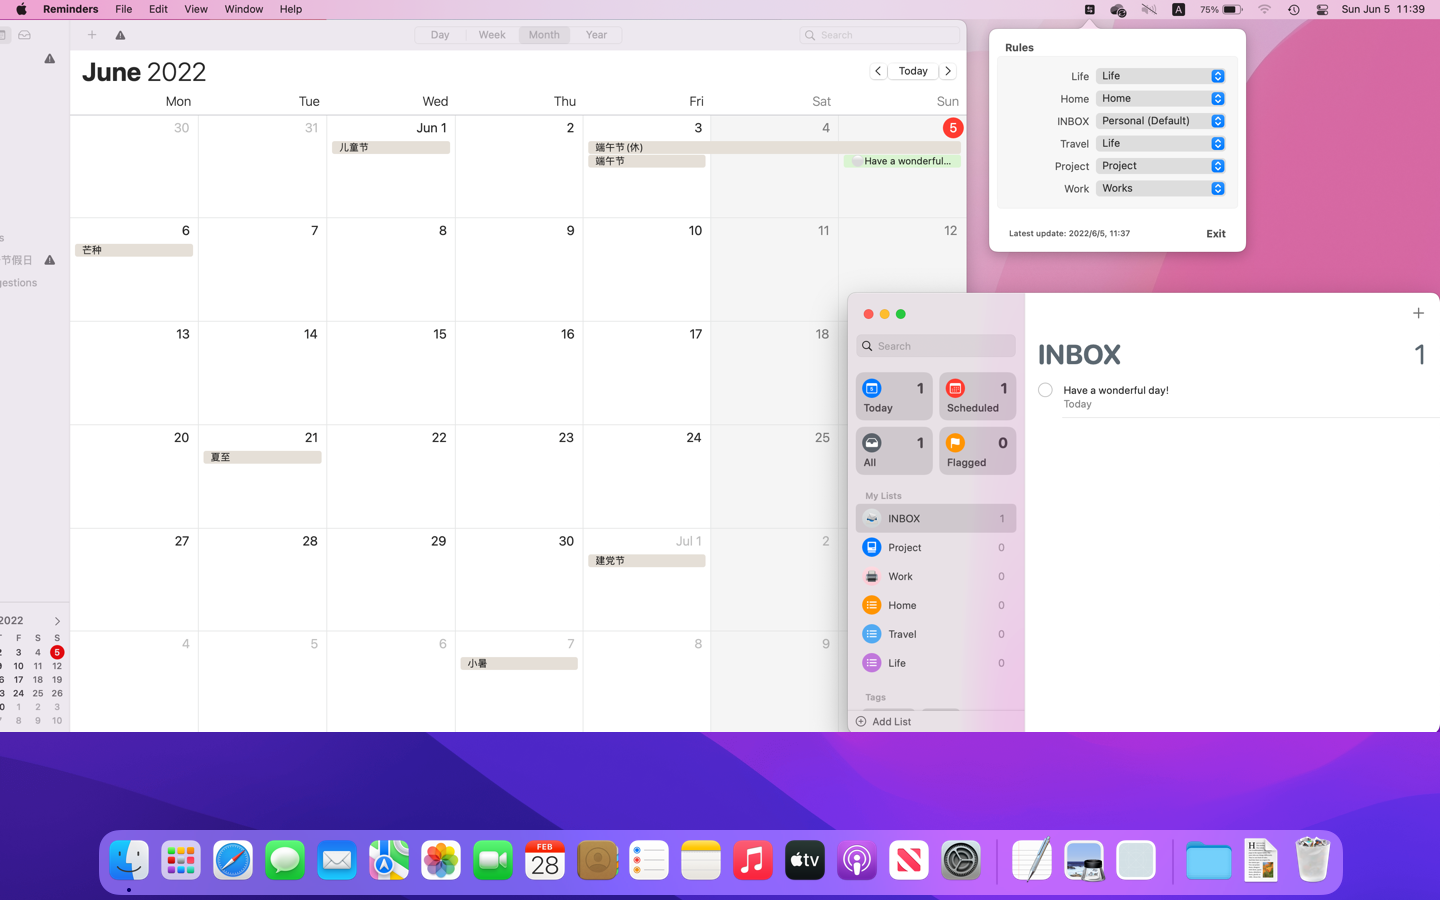 Reminders File Edit View Window Help
A 75% Sun Jun 5 11:39
Day Week Month Year
Search
June 2022
Today
Mon Tue Wed Thu Fri Sat Sun
30 31 Jun 1 2 3 4 5
儿童节
端午节 (休)
端午节
Have a wonderful...
6 7 8 9 10 11 12
芒种
节假日
gestions
13 14 15 16 17 18
20 21 22 23 24 25
夏至
27 28 29 30 Jul 1 2
建党节
4 5 6 7 8 9
小暑
2022
F S S
3 4 5
10 11 12
17 18 19
24 25 26
1 2 3
8 9 10
Rules
Life Life
Home Home
INBOX Personal (Default)
Travel Life
Project Project
Work Works
Latest update: 2022/6/5, 11:37 Exit
Search
1 Today
1 Scheduled
1 All
0 Flagged
My Lists
INBOX 1
Project 0
Work 0
Home 0
Travel 0
Life 0
Tags
Add List
INBOX 1
Have a wonderful day!
Today
FEB
28
tv